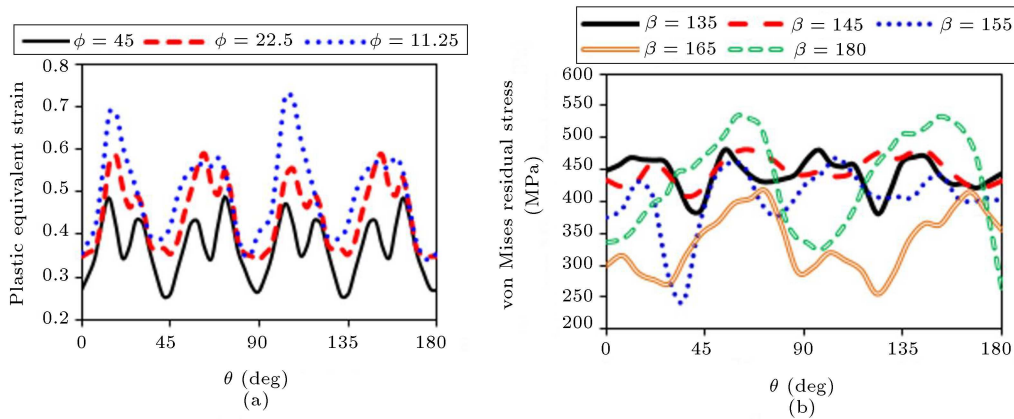 (a)
ϕ = 45 ϕ = 22.5 ϕ = 11.25
Plastic equivalent strain
0.8
0.7
0.6
0.5
0.4
0.3
0.2
0 45 90 135 180
θ (deg)
(a)
β = 135 β = 145 β = 155
β = 165 β = 180
von Mises residual stress
(MPa)
600
550
500
450
400
350
300
250
200
0 45 90 135 180
θ (deg)
(b)